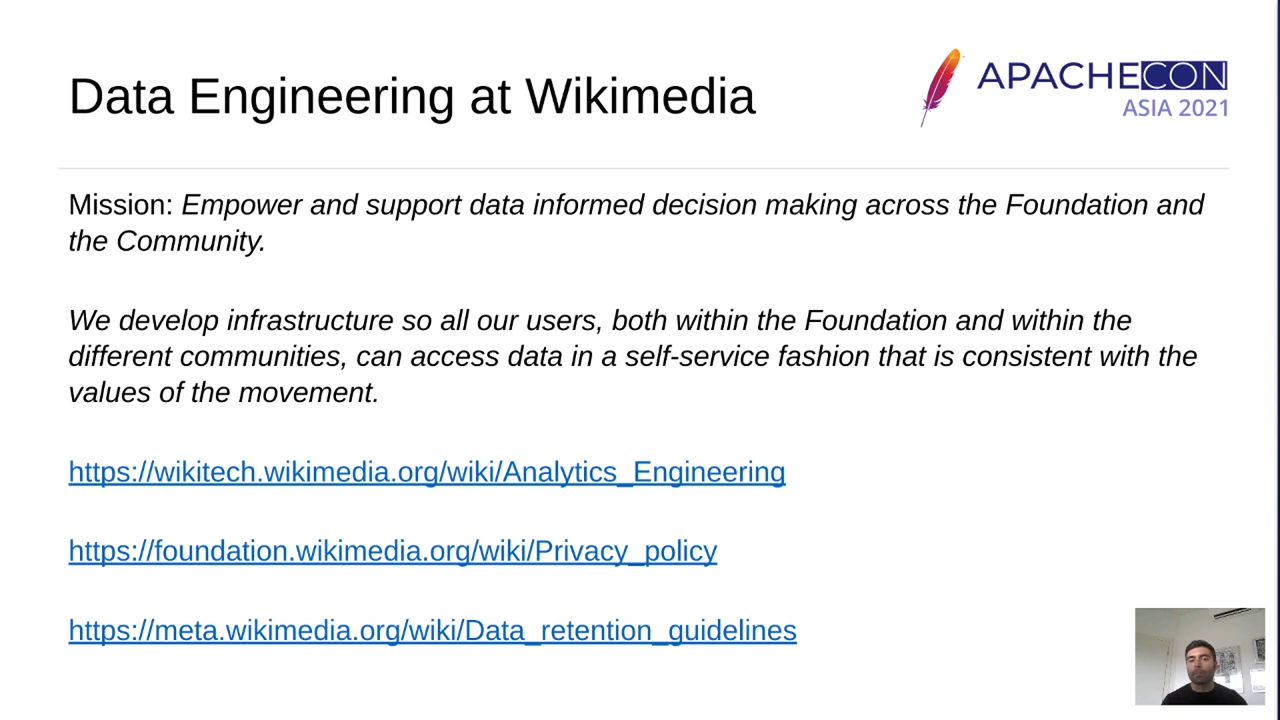 Data Engineering at Wikimedia
APACHECON
ASIA 2021
Mission: Empower and support data informed decision making across the Foundation and
the Community.
We develop infrastructure so all our users, both within the Foundation and within the
different communities, can access data in a self-service fashion that is consistent with the
values of the movement.
https://wikitech.wikimedia.org/wiki/Analytics_Engineering
https://foundation.wikimedia.org/wiki/Privacy_policy
https://meta.wikimedia.org/wiki/Data_retention_guidelines